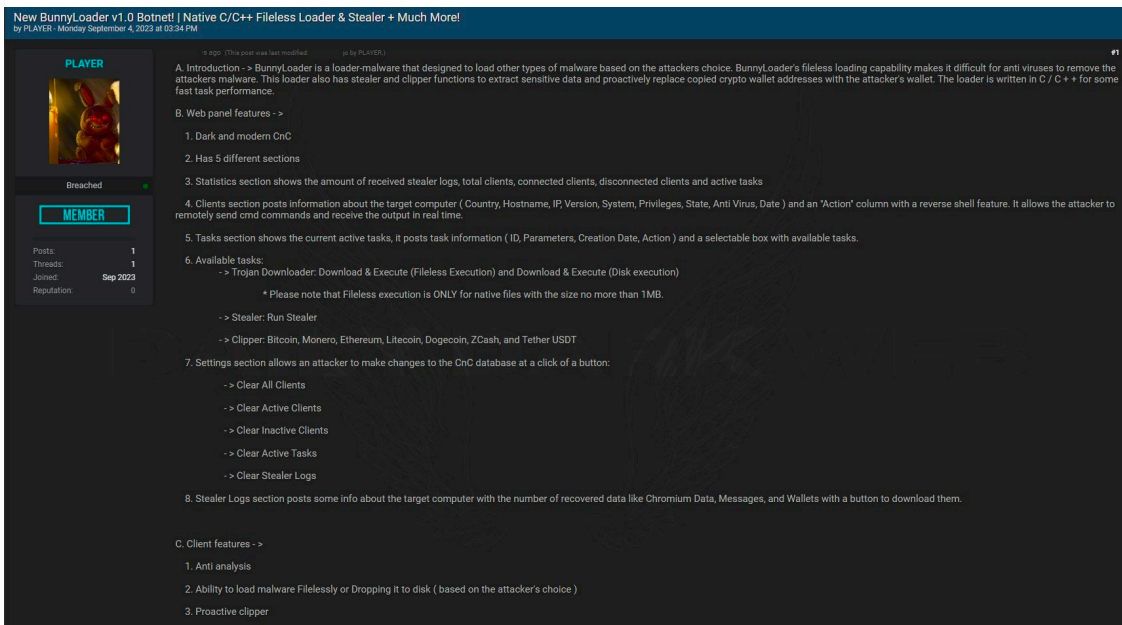 New BunnyLoader v1.0 Botnet! | Native C/C++ Fileless Loader & Stealer + Much More!
by PLAYER - Monday September 4, 2023 at 03:34 PM
ago (This post was last modified: by PLAYER.)
#1
PLAYER
Breached
MEMBER
Posts: 1
Threads: 1
Joined: Sep 2023
Reputation: 0
A. Introduction - > BunnyLoader is a loader-malware that designed to load other types of malware based on the attackers choice. BunnyLoader's fileless loading capability makes it difficult for anti viruses to remove the
attackers malware. This loader also has stealer and clipper functions to extract sensitive data and proactively replace copied crypto wallet addresses with the attacker's wallet. The loader is written in C / C + + for some
fast task performance.
B. Web panel features - >
1. Dark and modern CnC
2. Has 5 different sections
3. Statistics section shows the amount of received stealer logs, total clients, connected clients, disconnected clients and active tasks
4. Clients section posts information about the target computer ( Country, Hostname, IP, Version, System, Privileges, State, Anti Virus, Date ) and an "Action" column with a reverse shell feature. It allows the attacker to
remotely send cmd commands and receive the output in real time.
5. Tasks section shows the current active tasks, it posts task information ( ID, Parameters, Creation Date, Action ) and a selectable box with available tasks.
6. Available tasks:
- > Trojan Downloader: Download & Execute (Fileless Execution) and Download & Execute (Disk execution)
* Please note that Fileless execution is ONLY for native files with the size no more than 1MB.
- > Stealer: Run Stealer
- > Clipper: Bitcoin, Monero, Ethereum, Litecoin, Dogecoin, ZCash, and Tether USDT
7. Settings section allows an attacker to make changes to the CnC database at a click of a button:
- > Clear All Clients
- > Clear Active Clients
- > Clear Inactive Clients
- > Clear Active Tasks
- > Clear Stealer Logs
8. Stealer Logs section posts some info about the target computer with the number of recovered data like Chromium Data, Messages, and Wallets with a button to download them.
C. Client features - >
1. Anti analysis
2. Ability to load malware Filelessly or Dropping it to disk ( based on the attacker's choice )
3. Proactive clipper